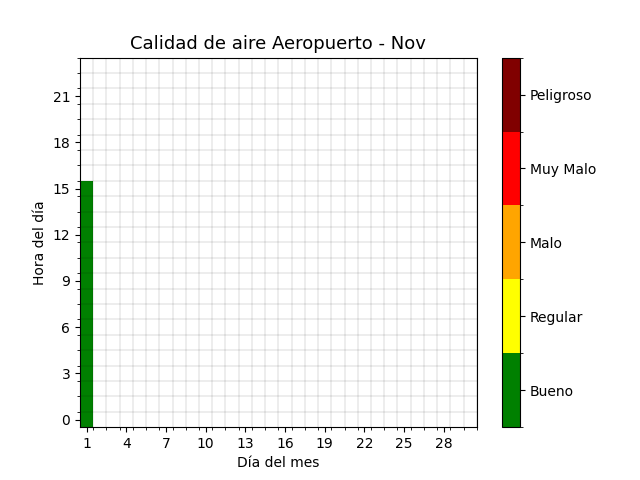 Calidad de aire Aeropuerto - Nov
Hora del día
21
18
15
12
9
6
3
0
1 4 7 10 13 16 19 22 25 28
Día del mes
Peligroso
Muy Malo
Malo
Regular
Bueno